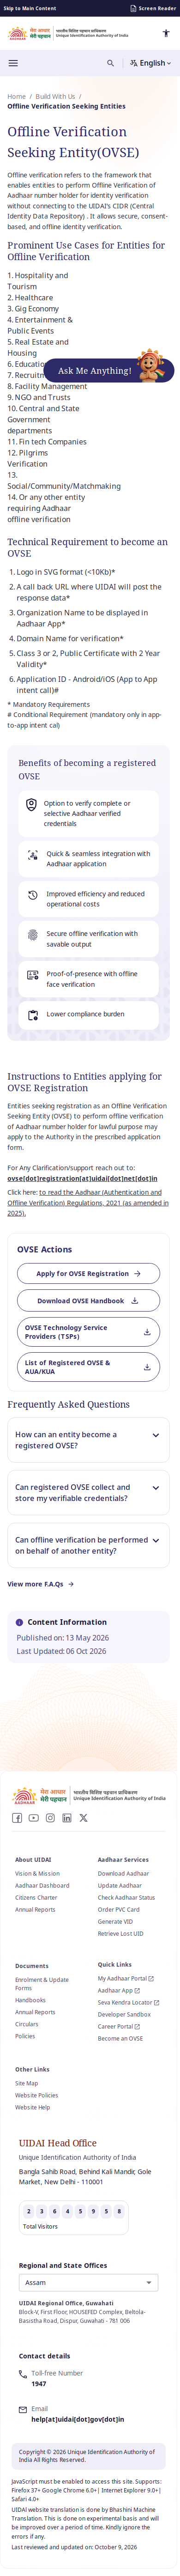 Skip to Main Content
Screen Reader
मेरा आधार
मेरी पहचान
भारतीय विशिष्ट पहचान प्राधिकरण
Unique Identification Authority of India
English
Home / Build With Us /
Offline Verification Seeking Entities
Offline Verification
Seeking Entity(OVSE)
Offline verification refers to the framework that
enables entities to perform Offline Verification of
Aadhaar number holder for identity verification
without connecting to the UIDAI's CIDR (Central
Identity Data Repository) . It allows secure, consent-
based, and offline identity verification.
Prominent Use Cases for Entities for
Offline Verification
1. Hospitality and
Tourism
2. Healthcare
3. Gig Economy
4. Entertainment &
Public Events
5. Real Estate and
Housing
Ask Me Anything!
8. Facility Management
9. NGO and Trusts
10. Central and State
Government
departments
11. Fin tech Companies
12. Pilgrims
Verification
13.
Social/Community/Matchmaking
14. Or any other entity
requiring Aadhaar
offline verification
Technical Requirement to become an
OVSE
1. Logo in SVG format (<10Kb)*
2. A call back URL where UIDAI will post the
response data*
3. Organization Name to be displayed in
Aadhaar App*
4. Domain Name for verification*
5. Class 3 or 2, Public Certificate with 2 Year
Validity*
6. Application ID - Android/iOS (App to App
intent call)#
* Mandatory Requirements
# Conditional Requirement (mandatory only in app-
to-app intent cal)
Benefits of becoming a registered
OVSE
Option to verify complete or
selective Aadhaar verified
credentials
Quick & seamless integration with
Aadhaar application
Improved efficiency and reduced
operational costs
Secure offline verification with
savable output
Proof-of-presence with offline
face verification
Lower compliance burden
Instructions to Entities applying for
OVSE Registration
Entities seeking registration as an Offline Verification
Seeking Entity (OVSE) to perform offline verification
of Aadhaar number holder for lawful purpose may
apply to the Authority in the prescribed application
form.
For Any Clarification/support reach out to:
ovse[dot]registration[at]uidai[dot]net[dot]in
Click here: to read the Aadhaar (Authentication and
Offline Verification) Regulations, 2021 (as amended in
2025).
OVSE Actions
Apply for OVSE Registration
Download OVSE Handbook
OVSE Technology Service
Providers (TSPs)
List of Registered OVSE &
AUA/KUA
Frequently Asked Questions
How can an entity become a
registered OVSE?
Can registered OVSE collect and
store my verifiable credentials?
Can offline verification be performed
on behalf of another entity?
View more F.A.Qs
Content Information
Published on: 13 May 2026
Last Updated: 06 Oct 2026
मेरा आधार
मेरी पहचान
भारतीय विशिष्ट पहचान प्राधिकरण
Unique Identification Authority of India
About UIDAI
Vision & Mission
Aadhaar Dashboard
Citizens Charter
Annual Reports
Aadhaar Services
Download Aadhaar
Update Aadhaar
Check Aadhaar Status
Order PVC Card
Generate VID
Retrieve Lost UID
Documents
Enrolment & Update
Forms
Handbooks
Annual Reports
Circulars
Policies
Quick Links
My Aadhaar Portal
Aadhaar App
Seva Kendra Locator
Developer Sandbox
Career Portal
Become an OVSE
Other Links
Site Map
Website Policies
Website Help
UIDAI Head Office
Unique Identification Authority of India
Bangla Sahib Road, Behind Kali Mandir, Gole
Market, New Delhi - 110001
2 3 6 4 5 9 5 8
Total Visitors
Regional and State Offices
Assam
UIDAI Regional Office, Guwahati
Block-V, First Floor, HOUSEFED Complex, Beltola-
Basistha Road, Dispur, Guwahati - 781 006
Contact details
Toll-free Number
1947
Email
help[at]uidai[dot]gov[dot]in
Copyright © 2026 Unique Identification Authority of
India All Rights Reserved.
JavaScript must be enabled to access this site. Supports:
Firefox 37+ Google Chrome 6.0+| Internet Explorer 9.0+|
Safari 4.0+
UIDAI website translation is done by Bhashini Machine
Translation. This is done on experimental basis and will
be improved over a period of time. Kindly ignore the
errors if any.
Last reviewed and updated on: October 9, 2026